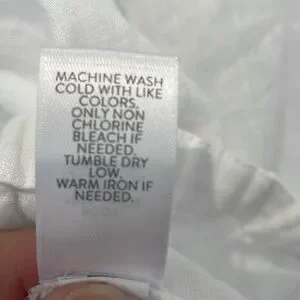 MACHINE WASH
COLD WITH LIKE
COLORS.
ONLY NON
CHLORINE
BLEACH IF
NEEDED.
TUMBLE DRY
LOW.
WARM IRON IF
NEEDED.